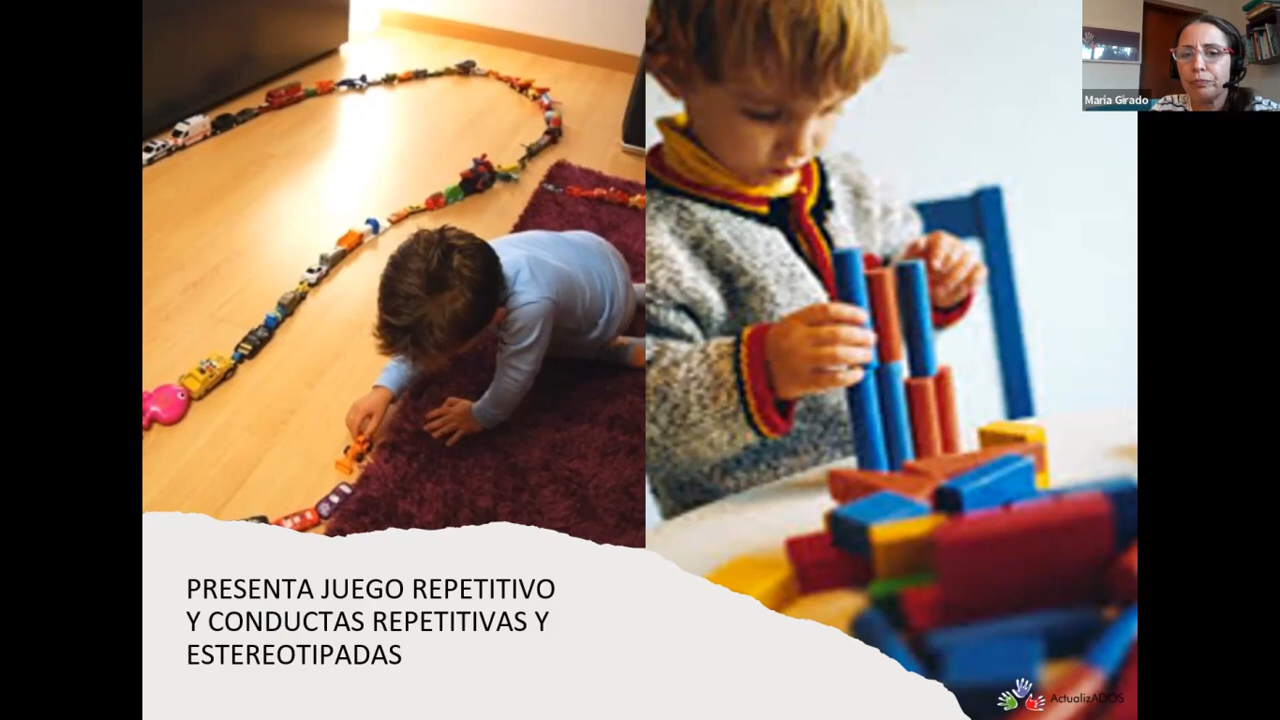 Maria Girado
PRESENTA JUEGO REPETITIVO
Y CONDUCTAS REPETITIVAS Y
ESTEREOTIPADAS
ActualizADOS